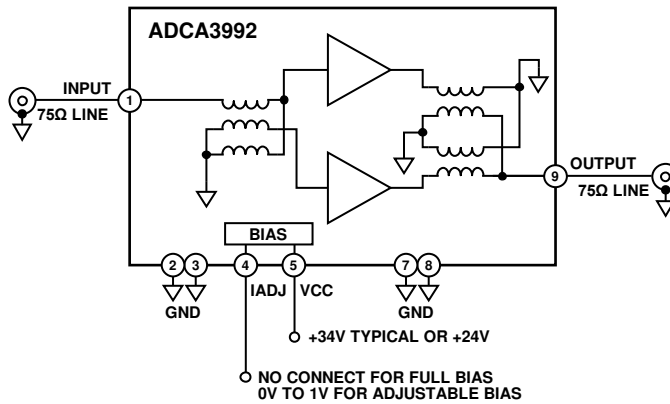 ADCA3992
INPUT
1
75Ω LINE
OUTPUT
9
75Ω LINE
BIAS
2 3 4 5 7 8
IADJ VCC
GND GND
+34V TYPICAL OR +24V
NO CONNECT FOR FULL BIAS
0V TO 1V FOR ADJUSTABLE BIAS